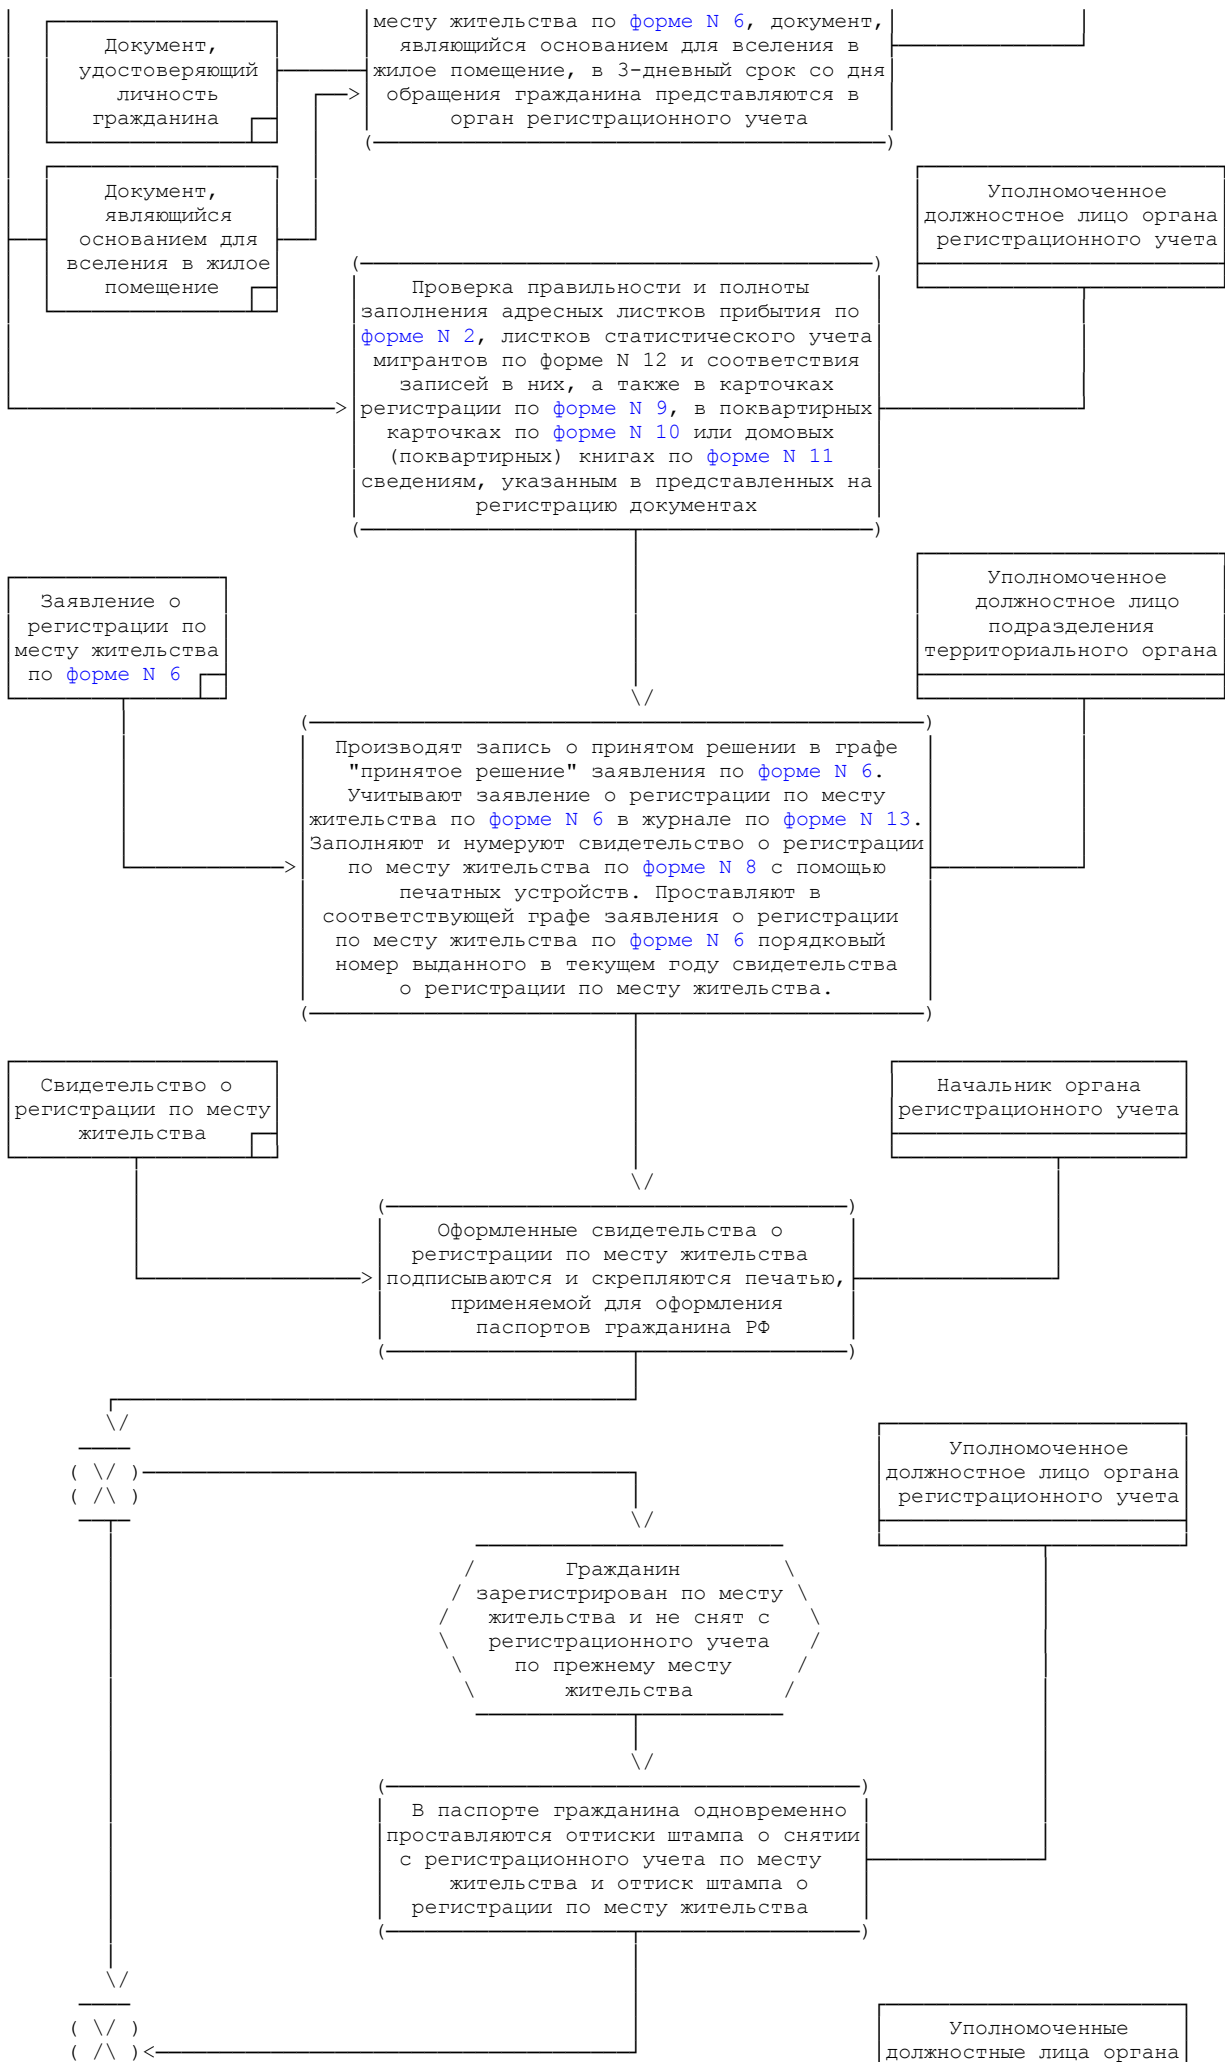 месту жительства по форме N 6, документ,
являющийся основанием для вселения в
жилое помещение, в 3-дневный срок со дня
обращения гражданина представляются в
орган регистрационного учета
Документ,
удостоверяющий
личность
гражданина
Документ,
являющийся
основанием для
вселения в жилое
помещение
Уполномоченное
должностное лицо органа
регистрационного учета
Проверка правильности и полноты
заполнения адресных листков прибытия по
форме N 2, листков статистического учета
мигрантов по форме N 12 и соответствия
записей в них, а также в карточках
регистрации по форме N 9, в поквартирных
карточках по форме N 10 или домовых
(поквартирных) книгах по форме N 11
сведениям, указанным в представленных на
регистрацию документах
Уполномоченное
должностное лицо
подразделения
территориального органа
Заявление о
регистрации по
месту жительства
по форме N 6
Производят запись о принятом решении в графе
"принятое решение" заявления по форме N 6.
Учитывают заявление о регистрации по месту
жительства по форме N 6 в журнале по форме N 13.
Заполняют и нумеруют свидетельство о регистрации
по месту жительства по форме N 8 с помощью
печатных устройств. Проставляют в
соответствующей графе заявления о регистрации
по месту жительства по форме N 6 порядковый
номер выданного в текущем году свидетельства
о регистрации по месту жительства.
Свидетельство о
регистрации по месту
жительства
Начальник органа
регистрационного учета
Оформленные свидетельства о
регистрации по месту жительства
подписываются и скрепляются печатью,
применяемой для оформления
паспортов гражданина РФ
Уполномоченное
должностное лицо органа
регистрационного учета
Гражданин
зарегистрирован по месту
жительства и не снят с
регистрационного учета
по прежнему месту
жительства
В паспорте гражданина одновременно
проставляются оттиски штампа о снятии
с регистрационного учета по месту
жительства и оттиск штампа о
регистрации по месту жительства
Уполномоченные
должностные лица органа